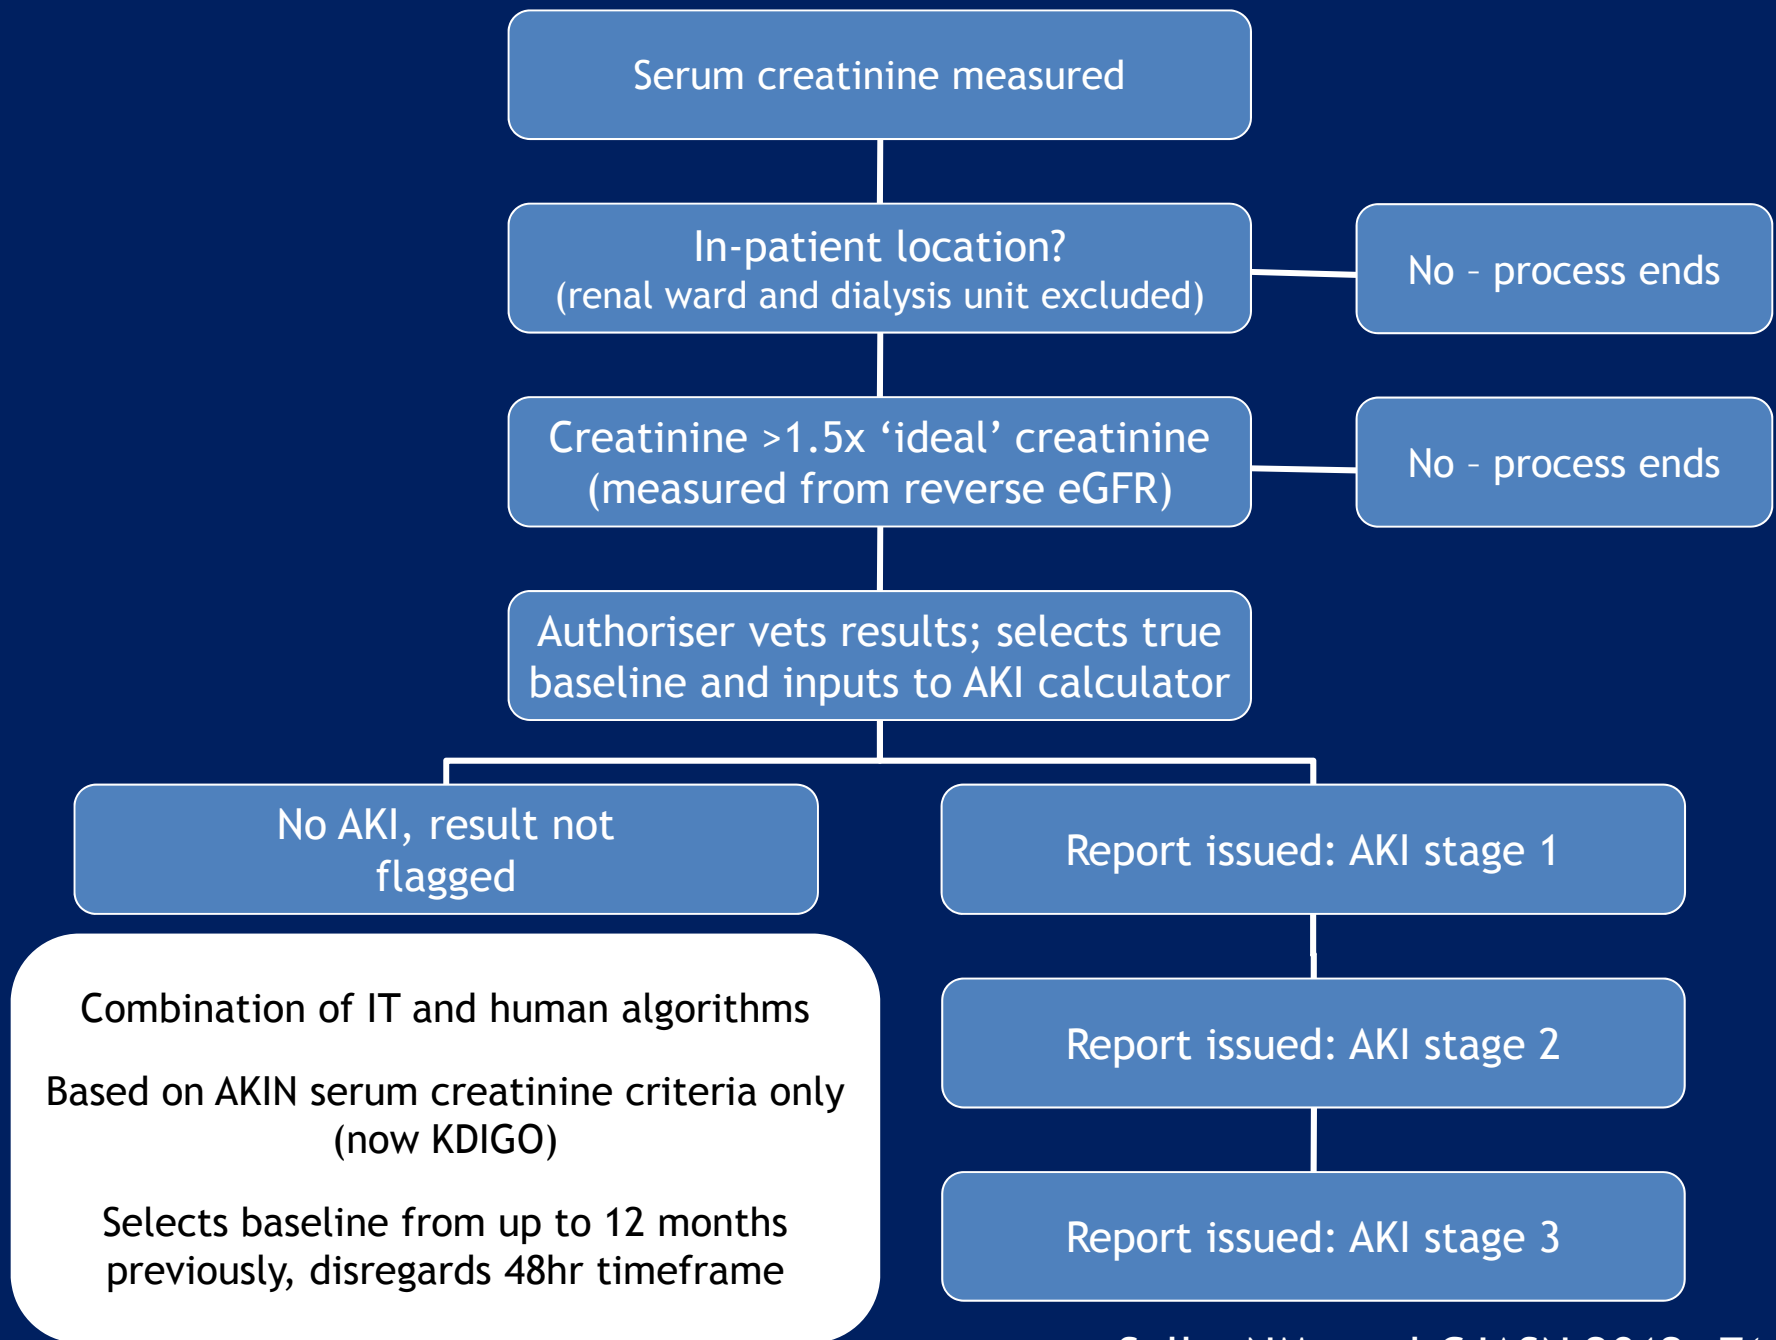 Serum creatinine measured
In-patient location?
(renal ward and dialysis unit excluded)
No – process ends
Creatinine >1.5x ‘ideal’ creatinine
(measured from reverse eGFR)
No – process ends
Authoriser vets results; selects true
baseline and inputs to AKI calculator
No AKI, result not
flagged
Report issued: AKI stage 1
Combination of IT and human algorithms
Based on AKIN serum creatinine criteria only
(now KDIGO)
Selects baseline from up to 12 months
previously, disregards 48hr timeframe
Report issued: AKI stage 2
Report issued: AKI stage 3